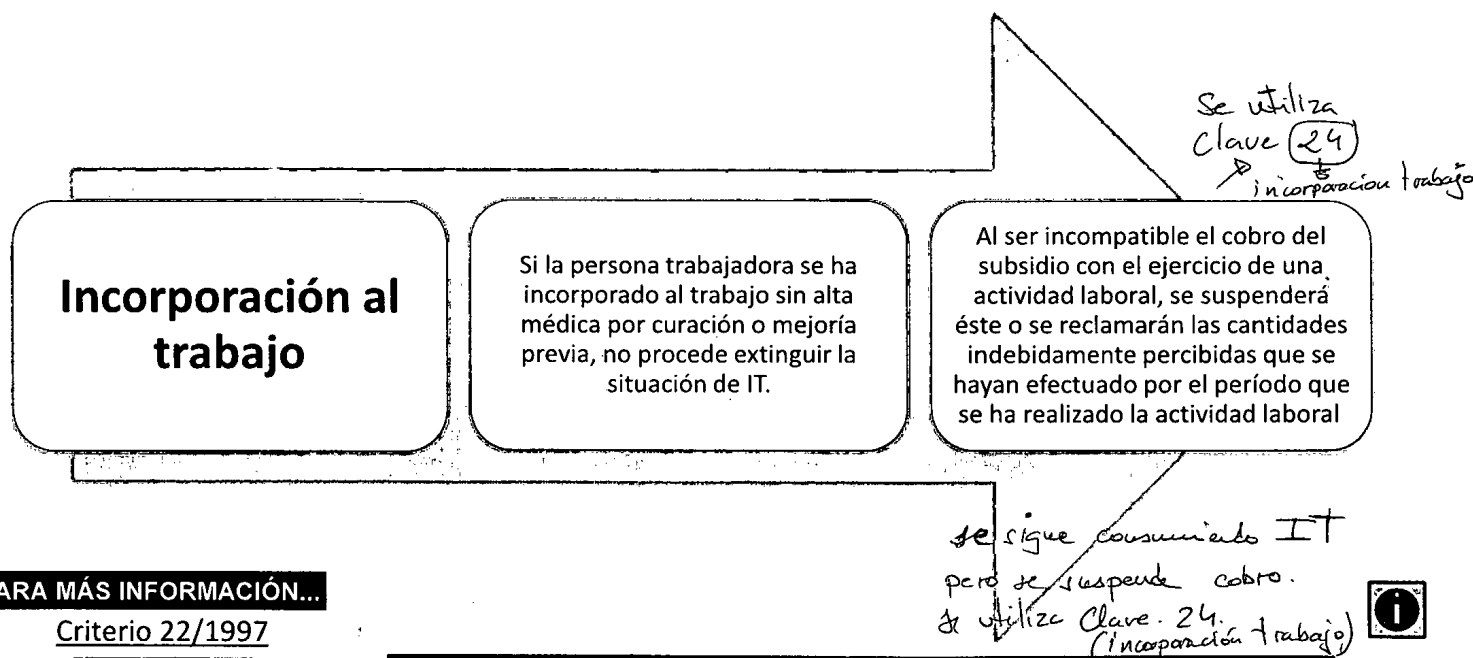 Se utiliza
Clave 24
incorporacion trabajo
Incorporación al
trabajo
Si la persona trabajadora se ha
incorporado al trabajo sin alta
médica por curación o mejoría
previa, no procede extinguir la
situación de IT.
Al ser incompatible el cobro del
subsidio con el ejercicio de una
actividad laboral, se suspenderá
éste o se reclamarán las cantidades
indebidamente percibidas que se
hayan efectuado por el período que
se ha realizado la actividad laboral
se sigue consumiendo IT
pero se suspende cobro.
se utiliza Clave. 24.
(incorporación trabajo)
ARA MÁS INFORMACIÓN...
Criterio 22/1997
i